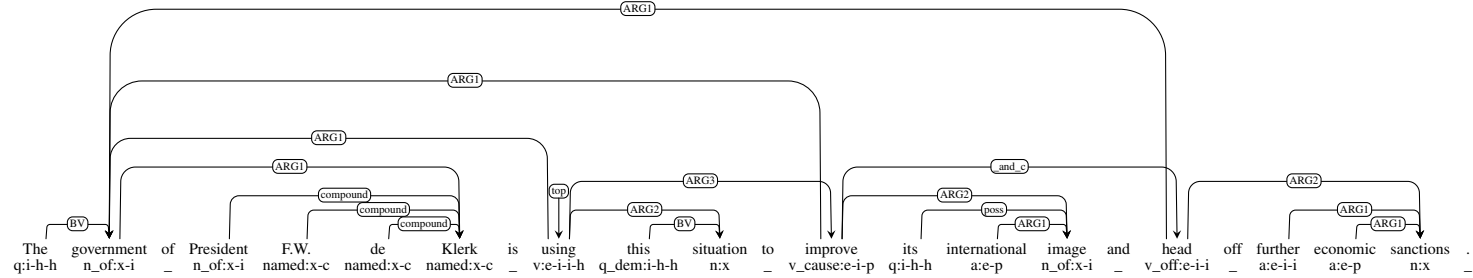 ARG1
ARG1
ARG1
ARG1 _and_c
top ARG3 ARG2
compound ARG2
compound ARG2 poss ARG1
BV compound BV ARG1 ARG1
The government of President F.W. de Klerk is using this situation to improve its international image and head off further economic sanctions .
q:i-h-h n_of:x-i _ n_of:x-i named:x-c named:x-c named:x-c _ v:e-i-i-h q_dem:i-h-h n:x _ v_cause:e-i-p q:i-h-h a:e-p n_of:x-i _ v_off:e-i-i _ a:e-i-i a:e-p n:x _